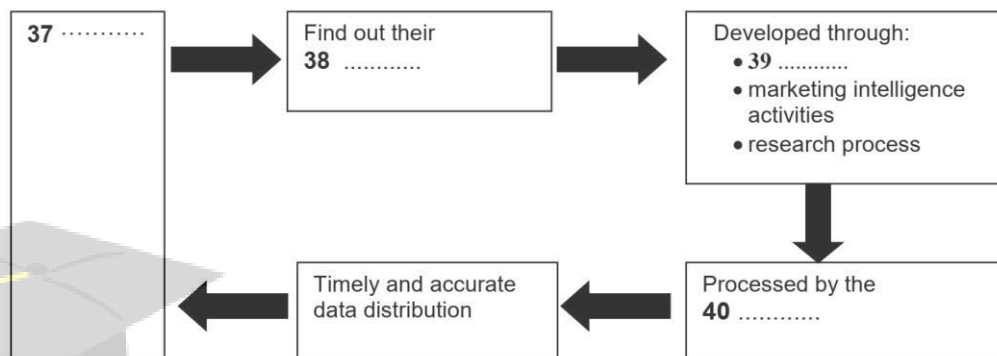 37 ...........
Find out their
38 ............
Developed through:
• 39 ............
• marketing intelligence
activities
• research process
Timely and accurate
data distribution
Processed by the
40 ............